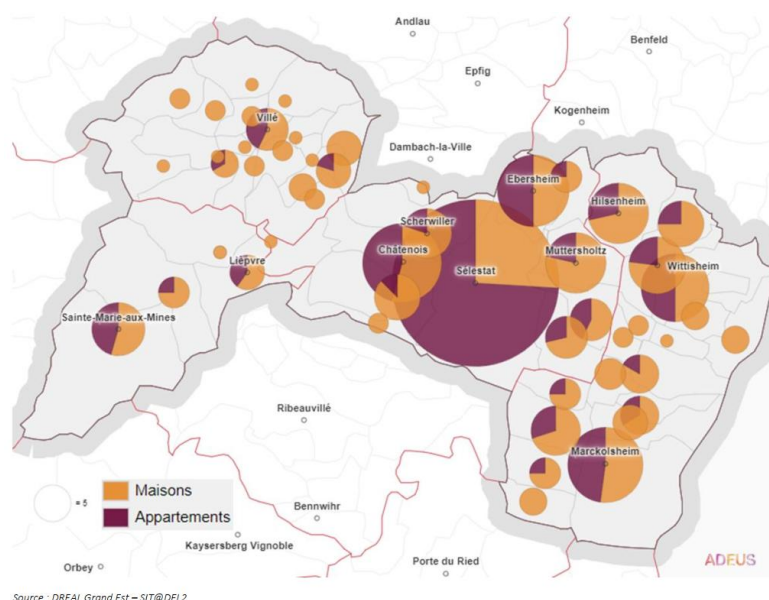 Andlau
Benfeld
Epfig
Kogenheim
Villé
Dambach-la-Ville
Ebersheim
Hilsenheim
Scherwiller
Châtenois
Muttersholtz
Lièpvre
Sélestat
Wittisheim
Sainte-Marie-aux-Mines
Ribeauvillé
Marckolsheim
Maisons
= 5
Appartements
Bennwihr
Kaysersberg Vignoble
Porte du Ried
Orbey
ADEUS
Source : DREAL Grand Est – SIT@DEL2